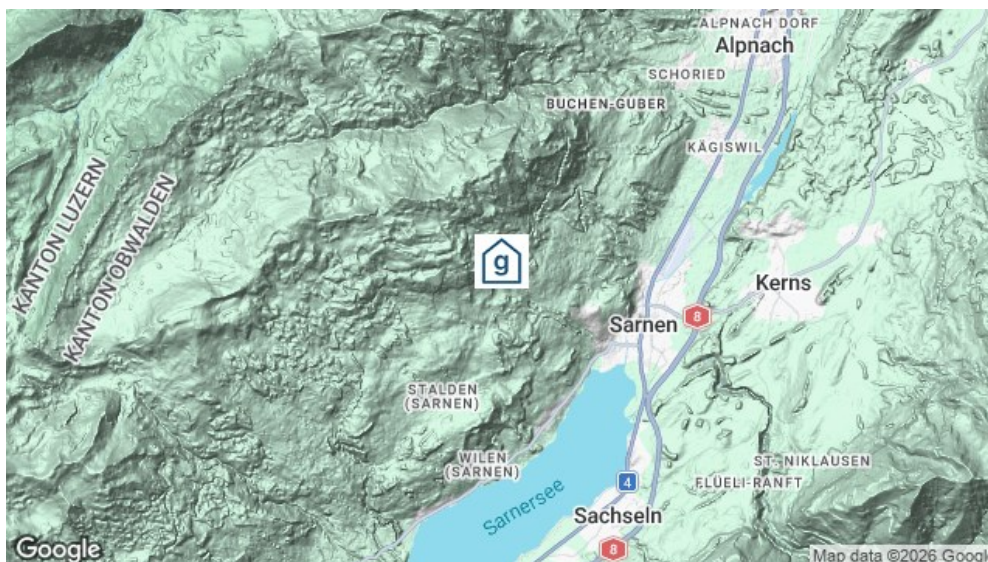 ALPNACH DORF
Alpnach
SCHORIED
BUCHEN-GUBER
KÄGISWIL
KANTON LUZERN
KANTON OBWALDEN
g
Kerns
8
Sarnen
STALDEN
(SARNEN)
WILEN
(SARNEN)
ST. NIKLAUSEN
FLÜELI-RANFT
4
Sarnersee
Sachseln
8
Google
Map data ©2026 Google